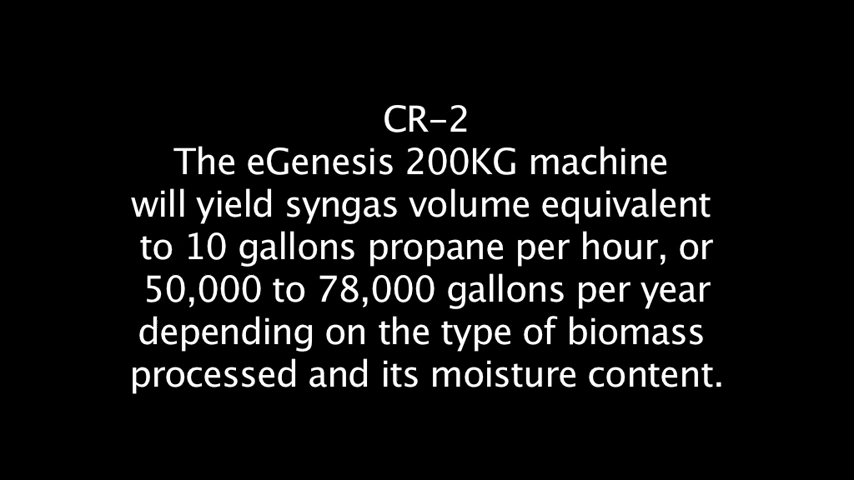 CR-2
The eGenesis 200KG machine
will yield syngas volume equivalent
to 10 gallons propane per hour, or
50,000 to 78,000 gallons per year
depending on the type of biomass
processed and its moisture content.